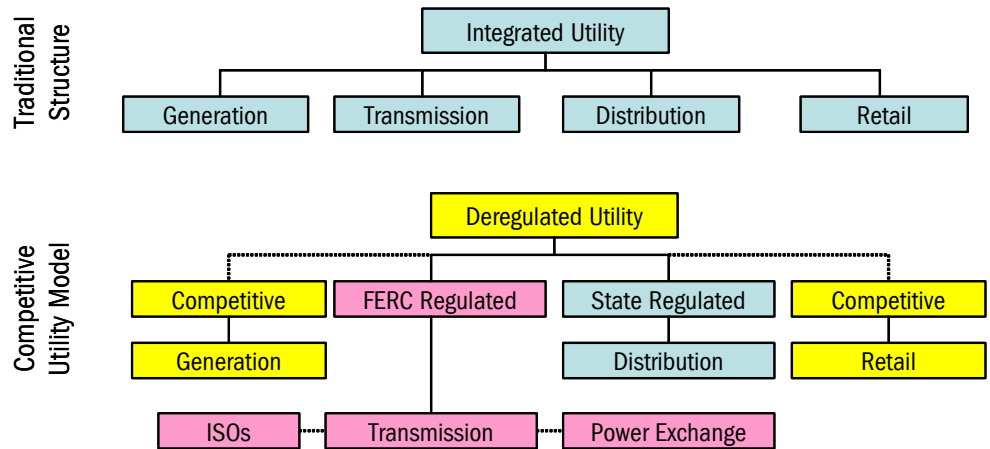 Traditional
Structure
Integrated Utility
Generation
Transmission
Distribution
Retail
Competitive
Utility Model
Deregulated Utility
Competitive
FERC Regulated
State Regulated
Competitive
Generation
Distribution
Retail
ISOs
Transmission
Power Exchange